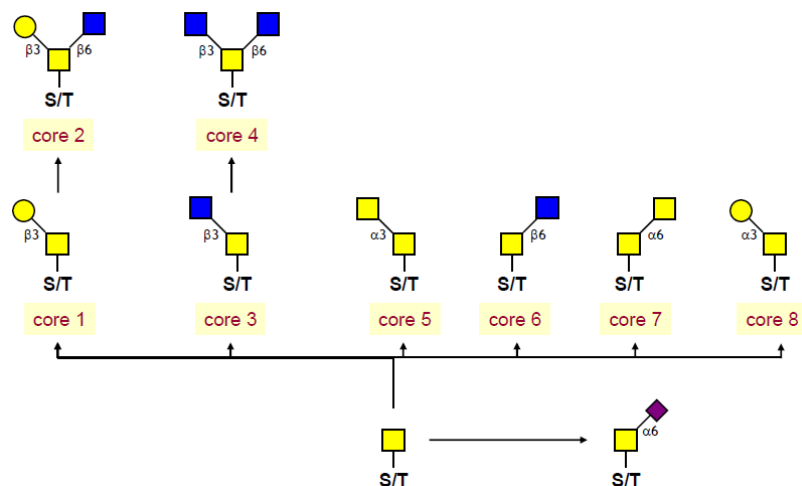 β3 β6 β3 β6
S/T S/T
core 2 core 4
β3 β3 α3 β6 α6 α3
S/T S/T S/T S/T S/T S/T
core 1 core 3 core 5 core 6 core 7 core 8
α6
S/T S/T